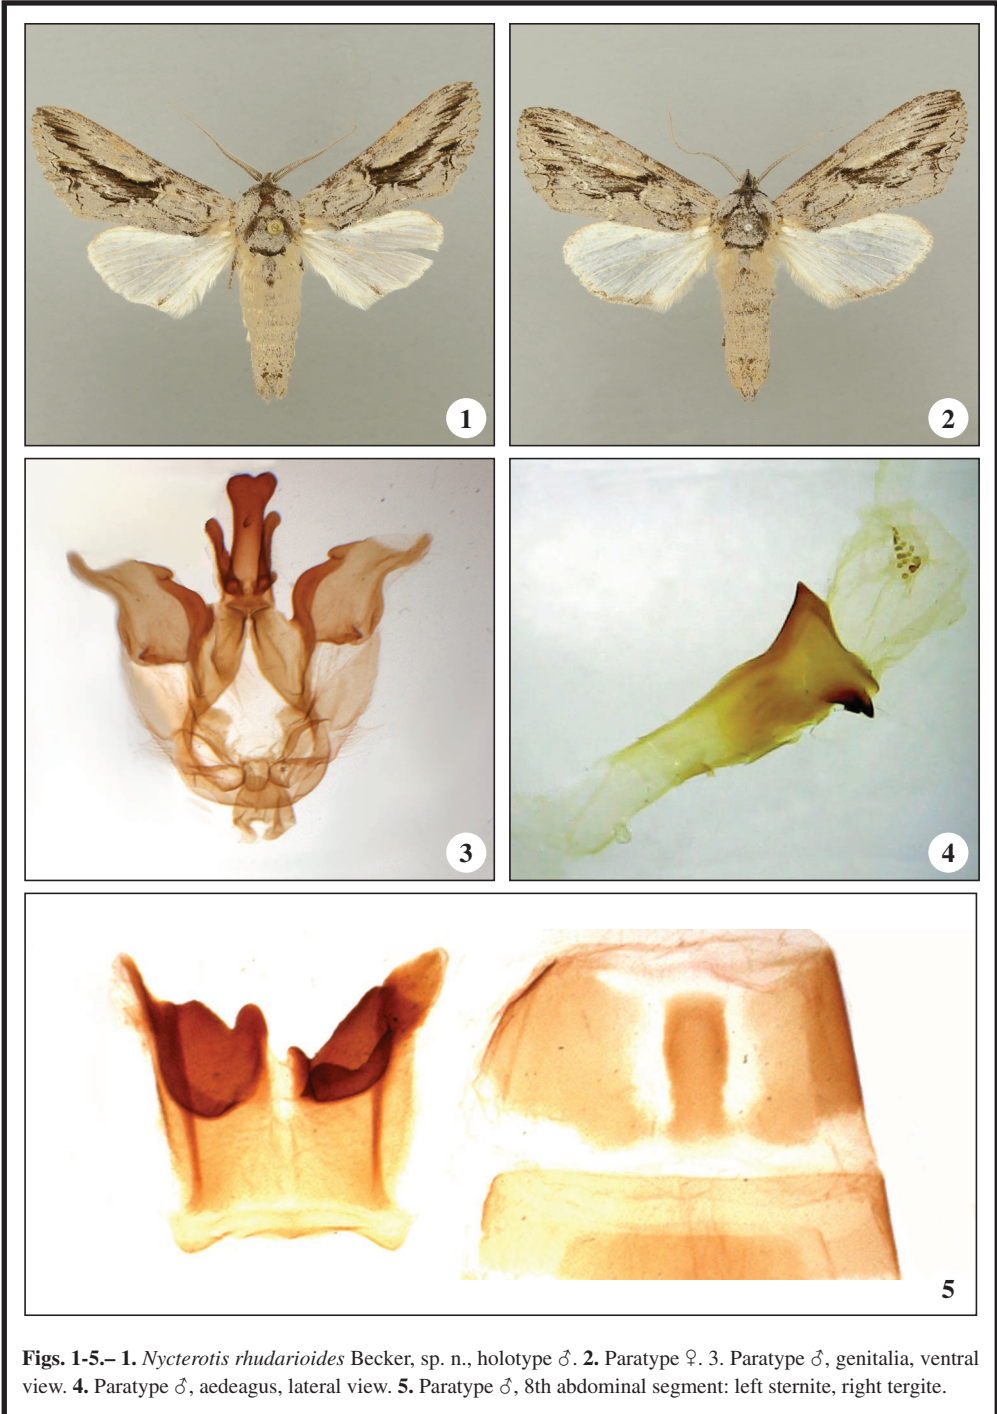 1
2
3
4
5
Figs. 1-5.– 1. Nycterotis rhudarioides Becker, sp. n., holotype ♂. 2. Paratype ♀. 3. Paratype ♂, genitalia, ventral
view. 4. Paratype ♂, aedeagus, lateral view. 5. Paratype ♂, 8th abdominal segment: left sternite, right tergite.